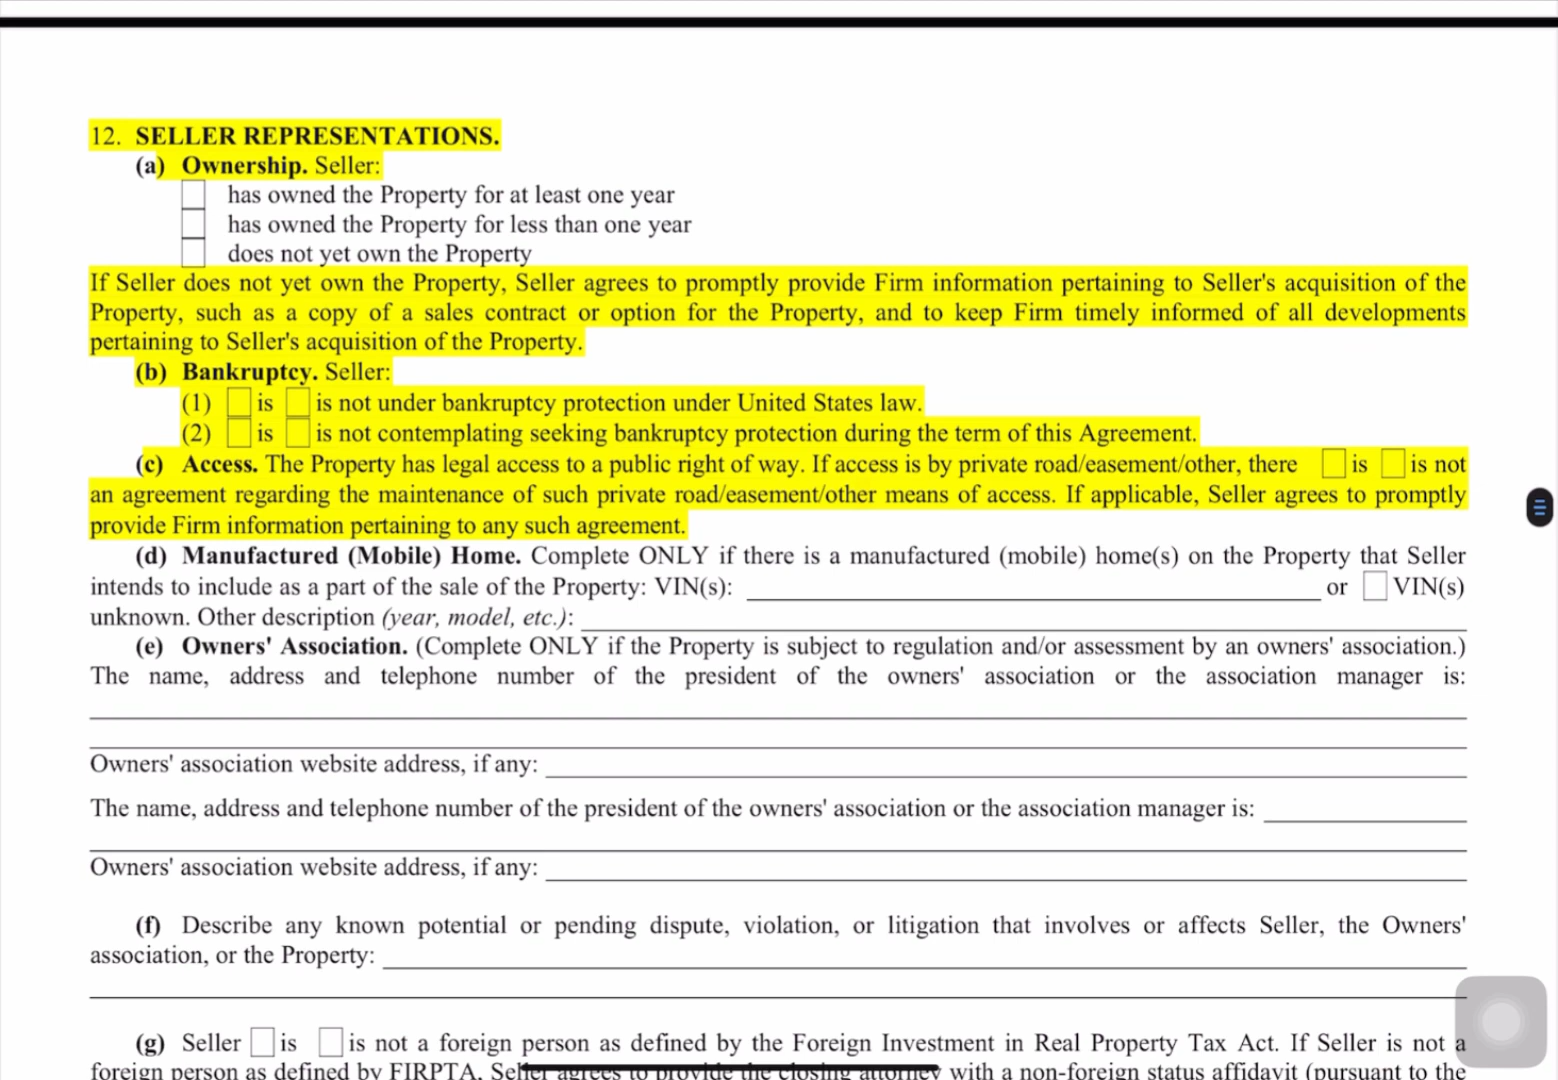 12. SELLER REPRESENTATIONS.
(a) Ownership. Seller:
has owned the Property for at least one year
has owned the Property for less than one year
does not yet own the Property
If Seller does not yet own the Property, Seller agrees to promptly provide Firm information pertaining to Seller's acquisition of the
Property, such as a copy of a sales contract or option for the Property, and to keep Firm timely informed of all developments
pertaining to Seller's acquisition of the Property.
(b) Bankruptcy. Seller:
(1) is is not under bankruptcy protection under United States law.
(2) is is not contemplating seeking bankruptcy protection during the term of this Agreement.
(c) Access. The Property has legal access to a public right of way. If access is by private road/easement/other, there is is not
an agreement regarding the maintenance of such private road/easement/other means of access. If applicable, Seller agrees to promptly
provide Firm information pertaining to any such agreement.
(d) Manufactured (Mobile) Home. Complete ONLY if there is a manufactured (mobile) home(s) on the Property that Seller
intends to include as a part of the sale of the Property: VIN(s): or VIN(s)
unknown. Other description (year, model, etc.):
(e) Owners' Association. (Complete ONLY if the Property is subject to regulation and/or assessment by an owners' association.)
The name, address and telephone number of the president of the owners' association or the association manager is:
Owners' association website address, if any:
The name, address and telephone number of the president of the owners' association or the association manager is:
Owners' association website address, if any:
(f) Describe any known potential or pending dispute, violation, or litigation that involves or affects Seller, the Owners'
association, or the Property:
(g) Seller is is not a foreign person as defined by the Foreign Investment in Real Property Tax Act. If Seller is not a
foreign person as defined by FIRPTA, Seller agrees to provide the closing attorney with a non-foreign status affidavit (pursuant to the